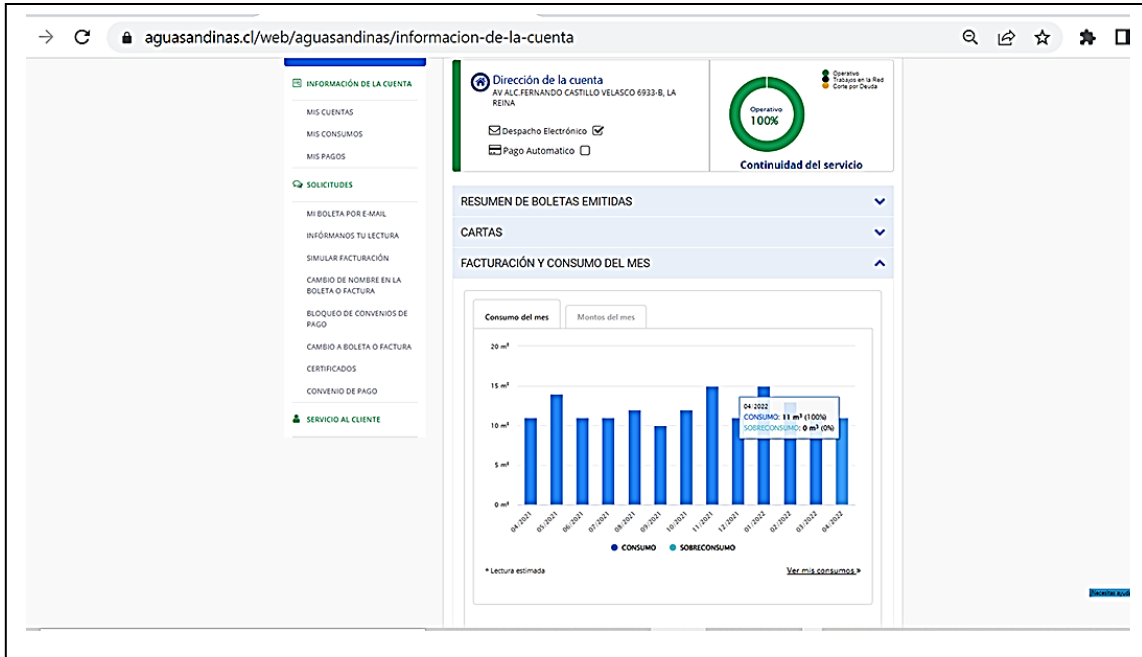 aguasandinas.cl/web/aguasandinas/informacion-de-la-cuenta
INFORMACIÓN DE LA CUENTA
MIS CUENTAS
MIS CONSUMOS
MIS PAGOS
SOLICITUDES
MI BOLETA POR E-MAIL
INFÓRMANOS TU LECTURA
SIMULAR FACTURACIÓN
CAMBIO DE NOMBRE EN LA
BOLETA O FACTURA
BLOQUEO DE CONVENIOS DE
PAGO
CAMBIO A BOLETA O FACTURA
CERTIFICADOS
CONVENIO DE PAGO
SERVICIO AL CLIENTE
Dirección de la cuenta
AV ALC.FERNANDO CASTILLO VELASCO 6933-B, LA
REINA
Despacho Electrónico
Pago Automatico
Operativo
100%
Operativo
Trabajos en la Red
Corte por Deuda
Continuidad del servicio
RESUMEN DE BOLETAS EMITIDAS
CARTAS
FACTURACIÓN Y CONSUMO DEL MES
Consumo del mes
Montos del mes
20 m³
15 m³
10 m³
5 m³
0 m³
04/2022
CONSUMO: 11 m³ (100%)
SOBRECONSUMO: 0 m³ (0%)
04/2021
05/2021
06/2021
07/2021
08/2021
09/2021
10/2021
11/2021
12/2021
01/2022
02/2022
03/2022
04/2022
CONSUMO
SOBRECONSUMO
* Lectura estimada
Ver mis consumos »
¿Necesitas